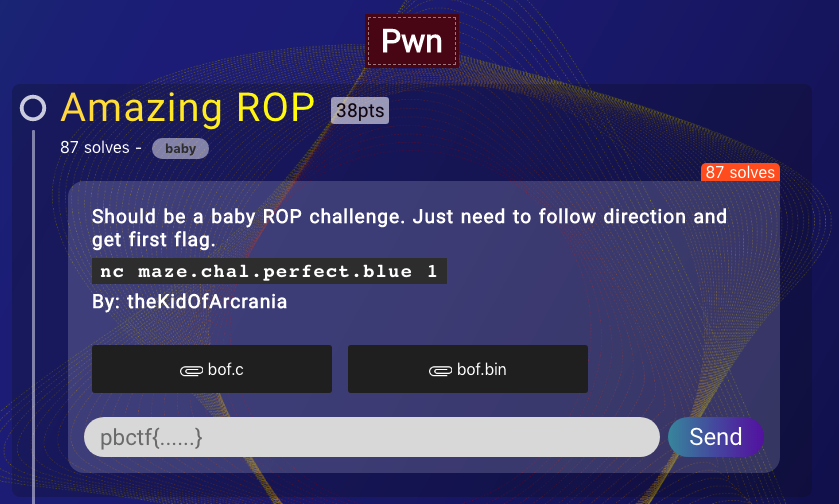 Pwn
Amazing ROP 38pts
87 solves - baby
87 solves
Should be a baby ROP challenge. Just need to follow direction and
get first flag.
nc maze.chal.perfect.blue 1
By: theKidOfArcrania
bof.c bof.bin
pbctf{......} Send